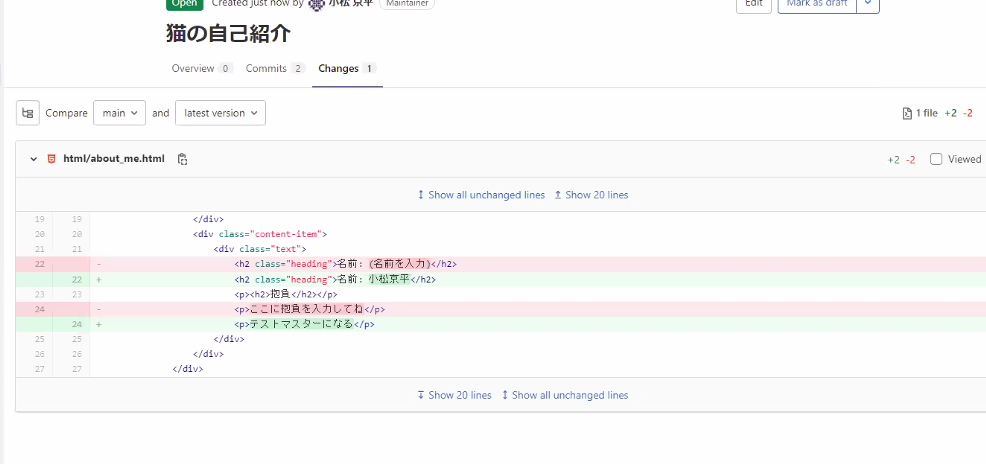 Open Created just now by 小松 京平 Maintainer
Edit Mark as draft
猫の自己紹介
Overview 0 Commits 2 Changes 1
Compare main and latest version 1 file +2 -2
html/about_me.html +2 -2 Viewed
Show all unchanged lines Show 20 lines
19 19 </div>
20 20 <div class="content-item">
21 21 <div class="text">
22 - <h2 class="heading">名前: (名前を入力)</h2>
22 + <h2 class="heading">名前: 小松京平</h2>
23 23 <p><h2>抱負</h2></p>
24 - <p>ここに抱負を入力してね</p>
24 + <p>テストマスターになる</p>
25 25 </div>
26 26 </div>
27 27 </div>
Show 20 lines Show all unchanged lines